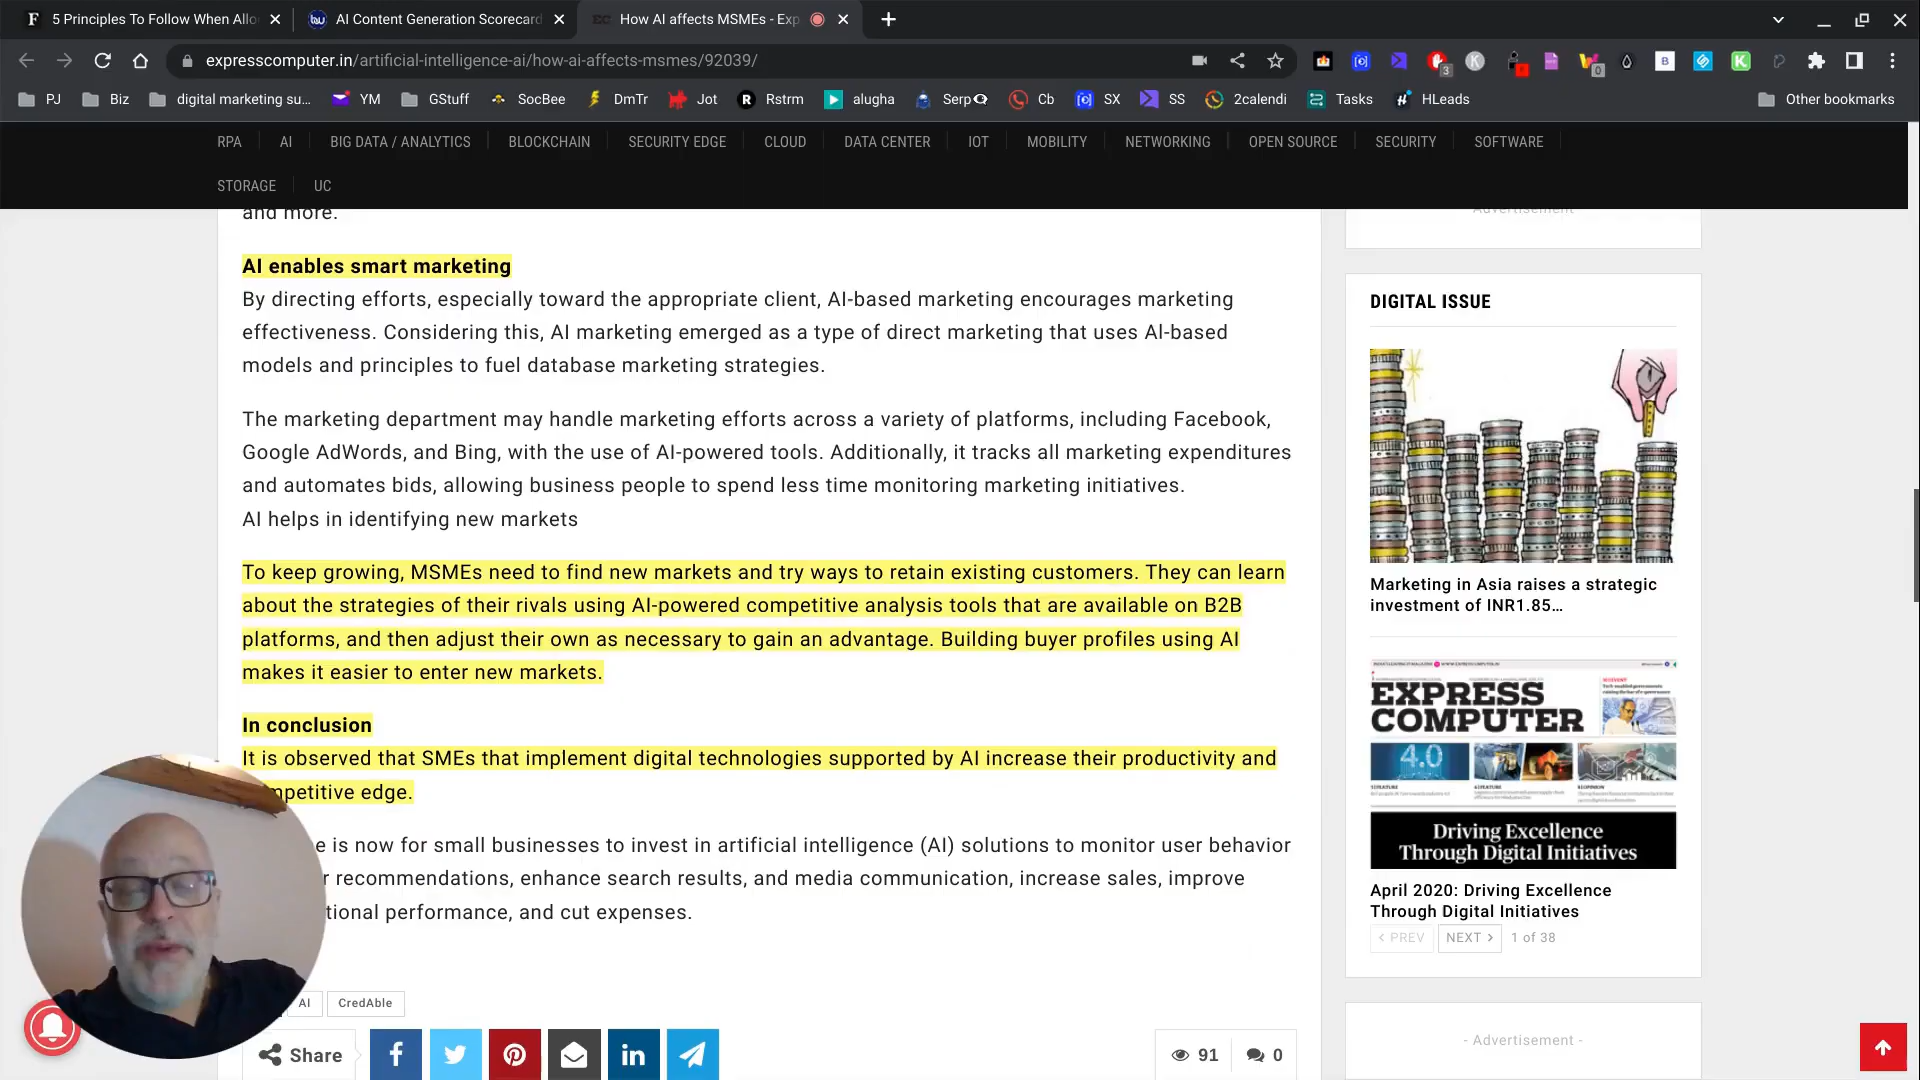 5 Principles To Follow When Allo
AI Content Generation Scorecard
EC How AI affects MSMEs - Exp
expresscomputer.in/artificial-intelligence-ai/how-ai-affects-msmes/92039/
3
0
B
K
PJ Biz digital marketing su... YM GStuff SocBee DmTr Jot Rstrm alugha Serp Cb SX SS 2calendi Tasks HLeads Other bookmarks
RPA AI BIG DATA / ANALYTICS BLOCKCHAIN SECURITY EDGE CLOUD DATA CENTER IOT MOBILITY NETWORKING OPEN SOURCE SECURITY SOFTWARE
STORAGE UC
and more.
AI enables smart marketing
By directing efforts, especially toward the appropriate client, AI-based marketing encourages marketing
effectiveness. Considering this, AI marketing emerged as a type of direct marketing that uses AI-based
models and principles to fuel database marketing strategies.
The marketing department may handle marketing efforts across a variety of platforms, including Facebook,
Google AdWords, and Bing, with the use of AI-powered tools. Additionally, it tracks all marketing expenditures
and automates bids, allowing business people to spend less time monitoring marketing initiatives.
AI helps in identifying new markets
To keep growing, MSMEs need to find new markets and try ways to retain existing customers. They can learn
about the strategies of their rivals using AI-powered competitive analysis tools that are available on B2B
platforms, and then adjust their own as necessary to gain an advantage. Building buyer profiles using AI
makes it easier to enter new markets.
In conclusion
It is observed that SMEs that implement digital technologies supported by AI increase their productivity and
mpetitive edge.
e is now for small businesses to invest in artificial intelligence (AI) solutions to monitor user behavior
r recommendations, enhance search results, and media communication, increase sales, improve
tional performance, and cut expenses.
AI CredAble
Share
91 0
Advertisement
DIGITAL ISSUE
Marketing in Asia raises a strategic
investment of INR1.85...
EXPRESS
COMPUTER
4.0
Driving Excellence
Through Digital Initiatives
April 2020: Driving Excellence
Through Digital Initiatives
PREV NEXT 1 of 38
- Advertisement -